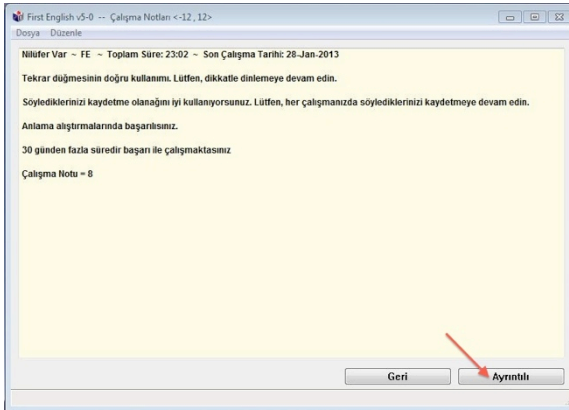 First English v5-0 -- Çalışma Notları <-12 , 12>
Dosya Düzenle
Nilüfer Var ~ FE ~ Toplam Süre: 23:02 ~ Son Çalışma Tarihi: 28-Jan-2013
Tekrar düğmesinin doğru kullanımı. Lütfen, dikkatle dinlemeye devam edin.
Söylediklerinizi kaydetme olanağını iyi kullanıyorsunuz. Lütfen, her çalışmanızda söylediklerinizi kaydetmeye devam edin.
Anlama alıştırmalarında başarılısınız.
30 günden fazla süredir başarı ile çalışmaktasınız
Çalışma Notu = 8
Geri Ayrıntılı